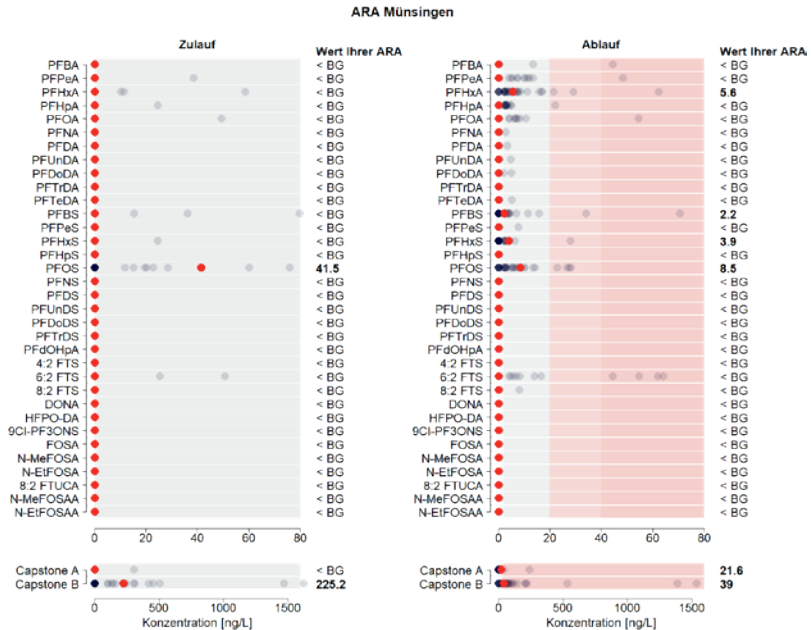 ARA Münsingen
Zulauf
Wert Ihrer ARA
PFBA < BG
PFPeA < BG
PFHxA < BG
PFHpA < BG
PFOA < BG
PFNA < BG
PFDA < BG
PFUnDA < BG
PFDoDA < BG
PFTrDA < BG
PFTeDA < BG
PFBS < BG
PFPeS < BG
PFHxS < BG
PFHpS < BG
PFOS 41.5
PFNS < BG
PFDS < BG
PFUnDS < BG
PFDoDS < BG
PFTrDS < BG
PFdOHpA < BG
4:2 FTS < BG
6:2 FTS < BG
8:2 FTS < BG
DONA < BG
HFPO-DA < BG
9Cl-PF3ONS < BG
FOSA < BG
N-MeFOSA < BG
N-EtFOSA < BG
8:2 FTUCA < BG
N-MeFOSAA < BG
N-EtFOSAA < BG
0 20 40 60 80
Capstone A < BG
Capstone B 225.2
0 500 1000 1500
Konzentration [ng/L]
Ablauf
Wert Ihrer ARA
PFBA < BG
PFPeA < BG
PFHxA 5.6
PFHpA < BG
PFOA < BG
PFNA < BG
PFDA < BG
PFUnDA < BG
PFDoDA < BG
PFTrDA < BG
PFTeDA < BG
PFBS 2.2
PFPeS < BG
PFHxS 3.9
PFHpS < BG
PFOS 8.5
PFNS < BG
PFDS < BG
PFUnDS < BG
PFDoDS < BG
PFTrDS < BG
PFdOHpA < BG
4:2 FTS < BG
6:2 FTS < BG
8:2 FTS < BG
DONA < BG
HFPO-DA < BG
9Cl-PF3ONS < BG
FOSA < BG
N-MeFOSA < BG
N-EtFOSA < BG
8:2 FTUCA < BG
N-MeFOSAA < BG
N-EtFOSAA < BG
0 20 40 60 80
Capstone A 21.6
Capstone B 39
0 500 1000 1500
Konzentration [ng/L]